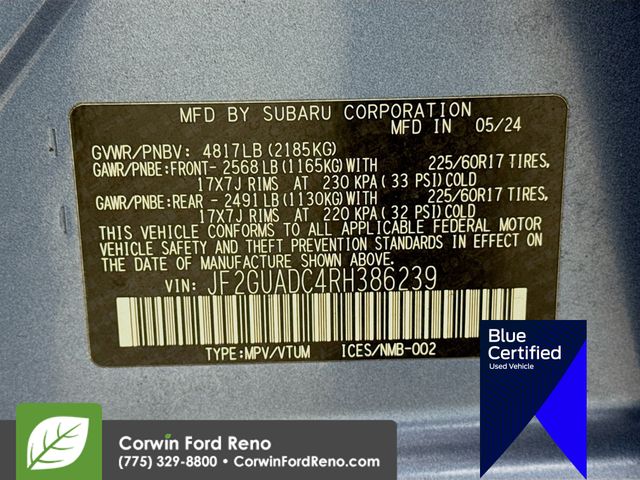 MFD BY SUBARU CORPORATION
MFD IN 05/24
GVWR/PNBV: 4817LB(2185KG)
GAWR/PNBE:FRONT-2568LB(1165KG)WITH 225/60R17 TIRES,
17X7J RIMS AT 230 KPA(33 PSI)COLD
GAWR/PNBE:REAR -2491LB(1130KG)WITH 225/60R17 TIRES,
17X7J RIMS AT 220 KPA(32 PSI)COLD
THIS VEHICLE CONFORMS TO ALL APPLICABLE FEDERAL MOTOR
VEHICLE SAFETY AND THEFT PREVENTION STANDARDS IN EFFECT ON
THE DATE OF MANUFACTURE SHOWN ABOVE.
VIN: JF2GUADC4RH386239
TYPE:MPV/VTUM ICES/NMB-002
Blue
Certified
Used Vehicle
Corwin Ford Reno
(775) 329-8800 • CorwinFordReno.com